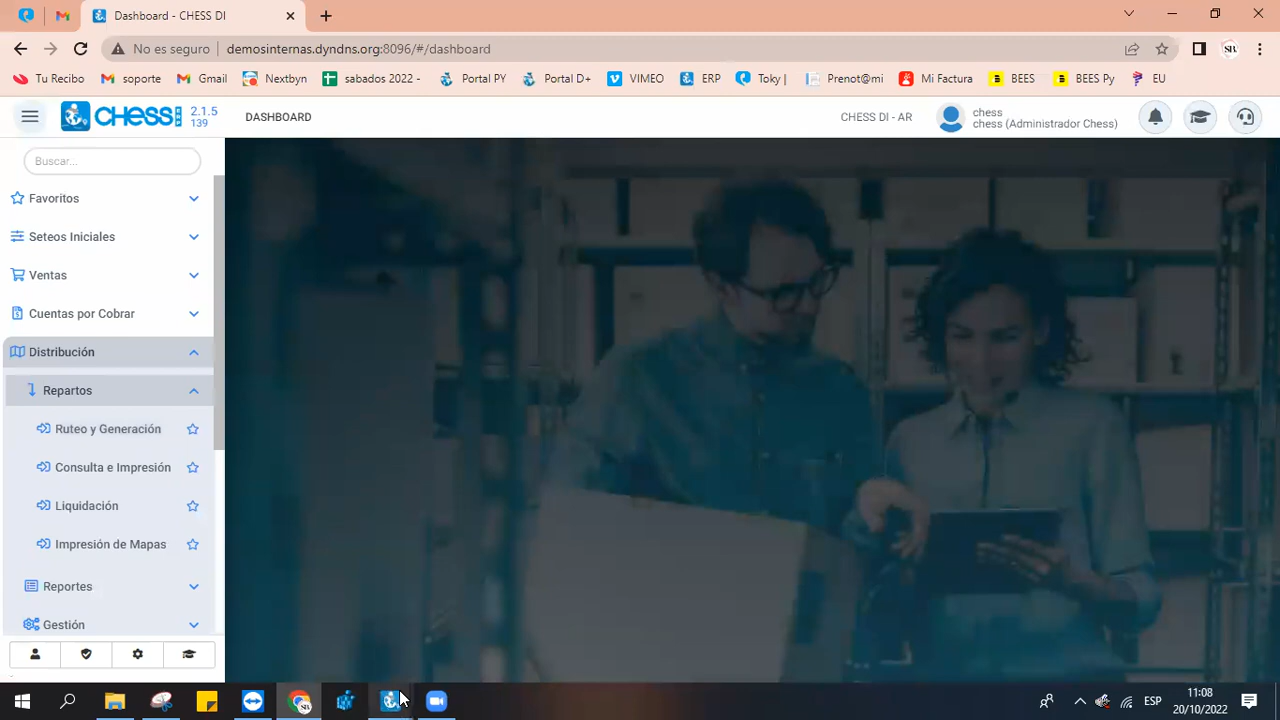 Dashboard - CHESS DI
No es seguro
demosinternas.dyndns.org:8096/#/dashboard
Tu Recibo
soporte
Gmail
Nextbyn
sabados 2022 -
Portal PY
Portal D+
VIMEO
ERP
Toky |
Prenot@mi
Mi Factura
BEES
BEES Py
EU
CHESS
2.1.5
139
DASHBOARD
CHESS DI - AR
chess
chess (Administrador Chess)
Buscar...
Favoritos
Seteos Iniciales
Ventas
Cuentas por Cobrar
Distribución
Repartos
Ruteo y Generación
Consulta e Impresión
Liquidación
Impresión de Mapas
Reportes
Gestión
ESP
11:08
20/10/2022